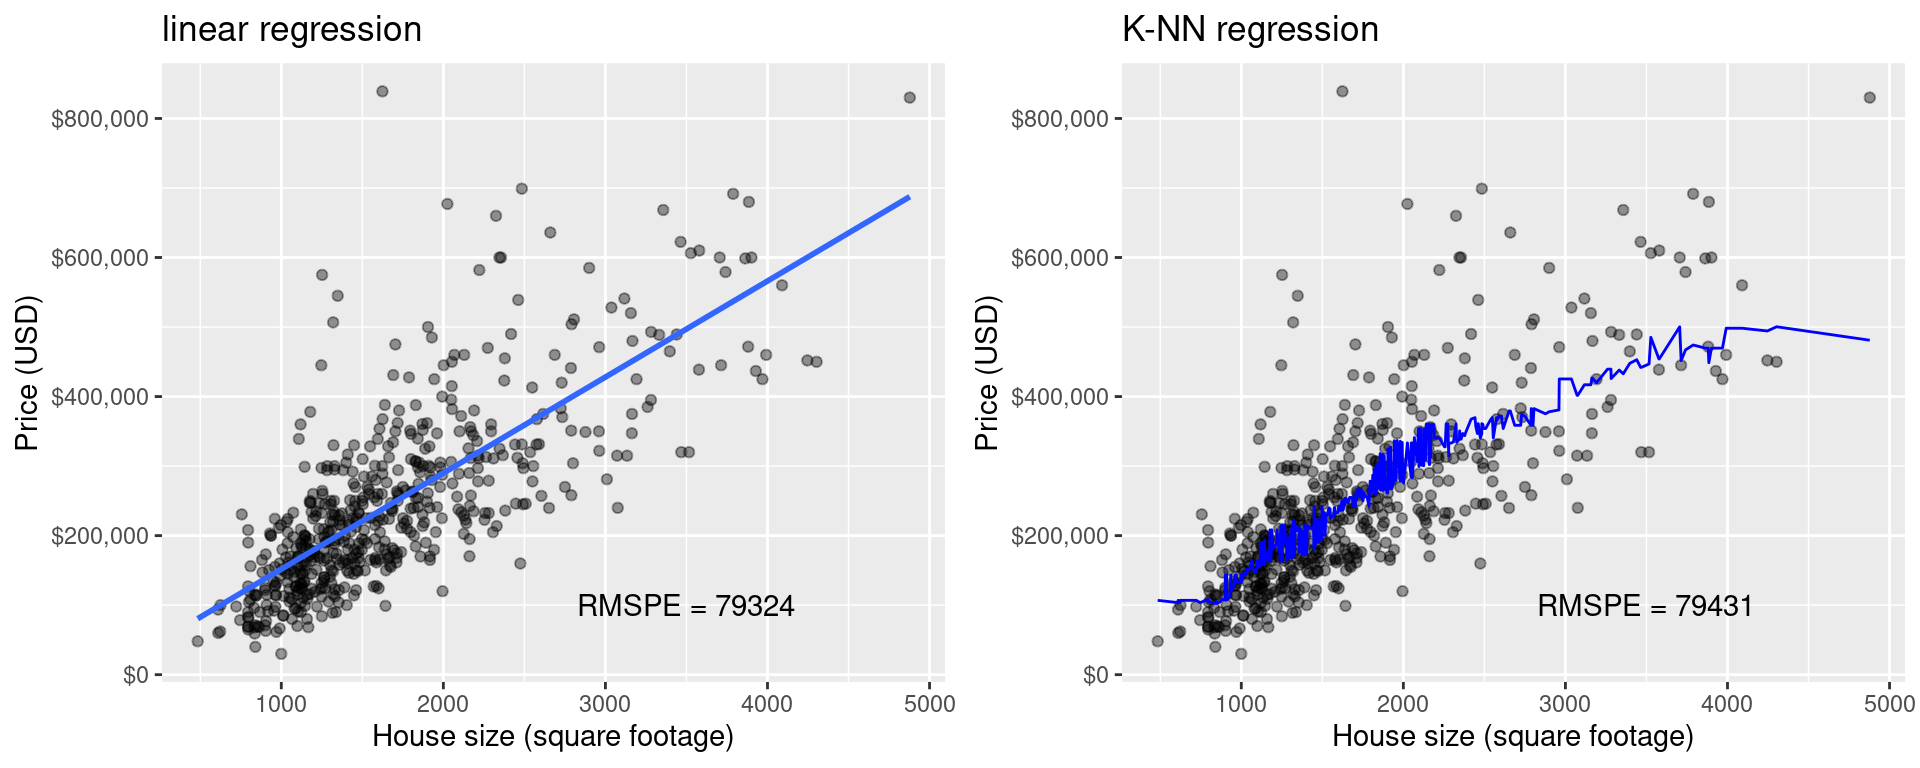 linear regression
$800,000
$600,000
$400,000
$200,000
$0
Price (USD)
RMSPE = 79324
1000 2000 3000 4000 5000
House size (square footage)
K-NN regression
$800,000
$600,000
$400,000
$200,000
$0
Price (USD)
RMSPE = 79431
1000 2000 3000 4000 5000
House size (square footage)